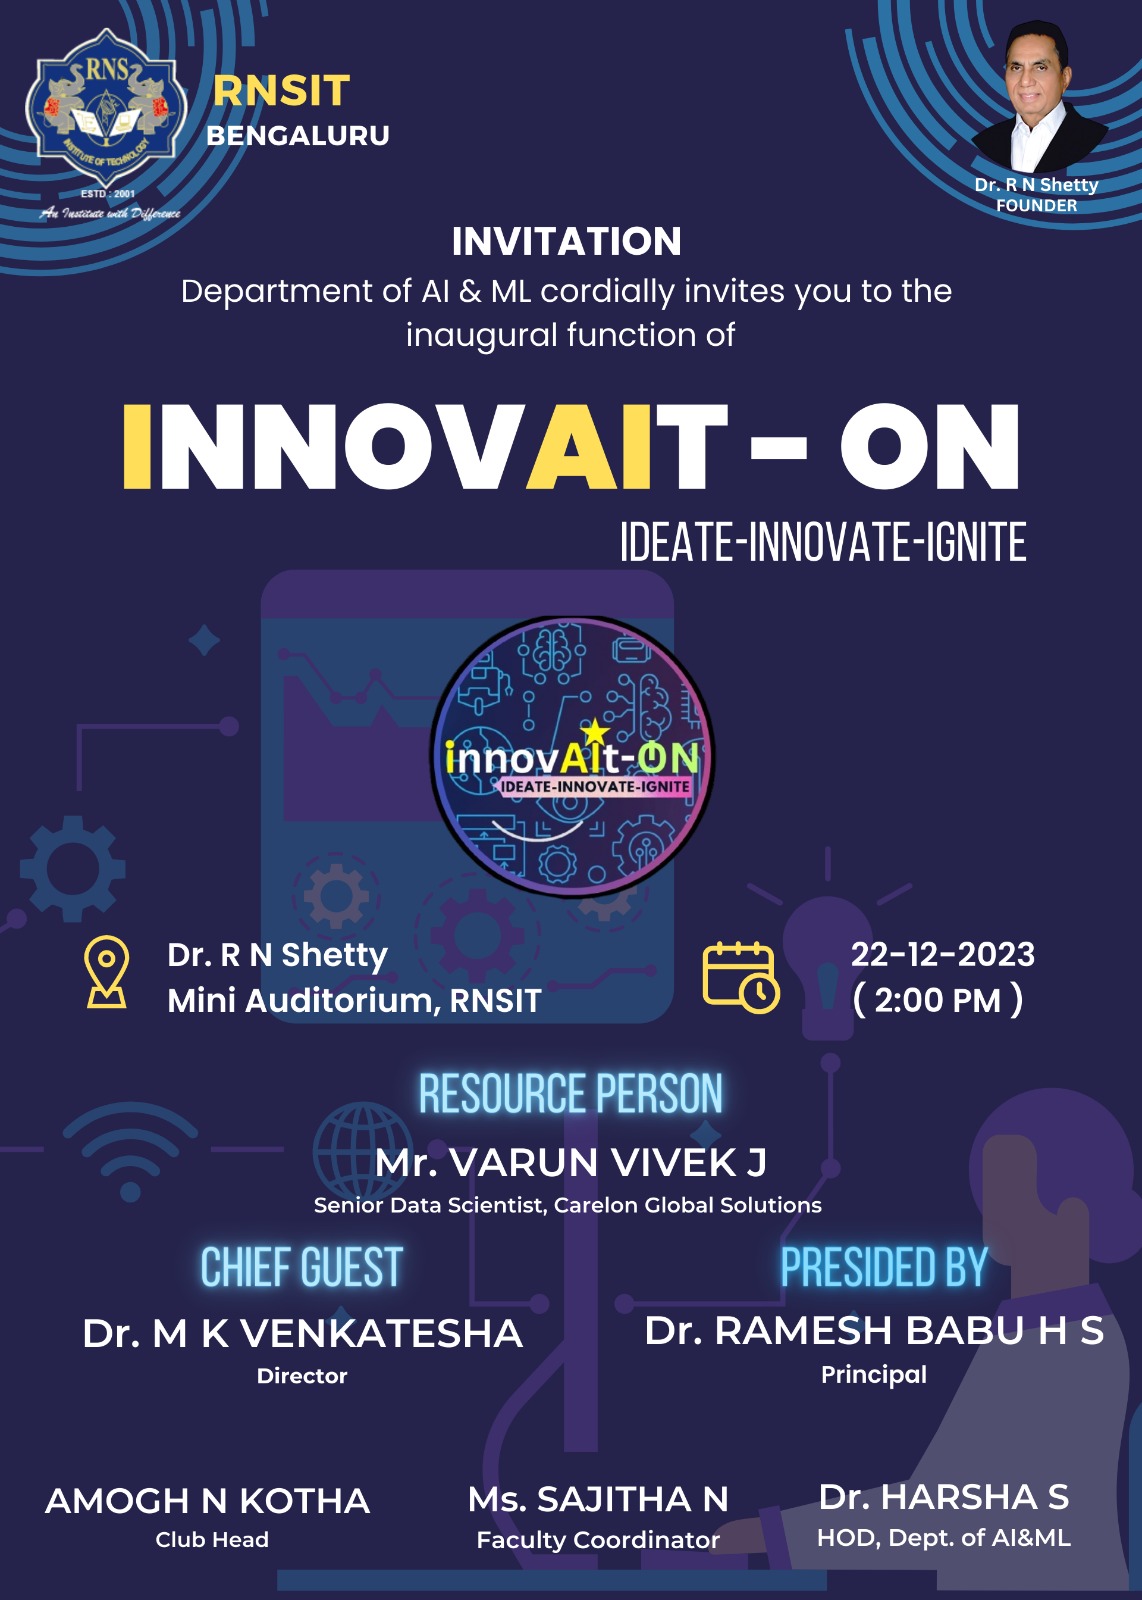 RNS
INSTITUTE OF TECHNOLOGY
ESTD : 2001
An Institute with Difference
RNSIT
BENGALURU
Dr. R N Shetty
FOUNDER
INVITATION
Department of AI & ML cordially invites you to the
inaugural function of
INNOVAIT - ON
IDEATE-INNOVATE-IGNITE
innovAIt-ON
IDEATE-INNOVATE-IGNITE
Dr. R N Shetty
Mini Auditorium, RNSIT
22-12-2023
( 2:00 PM )
RESOURCE PERSON
Mr. VARUN VIVEK J
Senior Data Scientist, Carelon Global Solutions
CHIEF GUEST
Dr. M K VENKATESHA
Director
PRESIDED BY
Dr. RAMESH BABU H S
Principal
AMOGH N KOTHA
Club Head
Ms. SAJITHA N
Faculty Coordinator
Dr. HARSHA S
HOD, Dept. of AI&ML